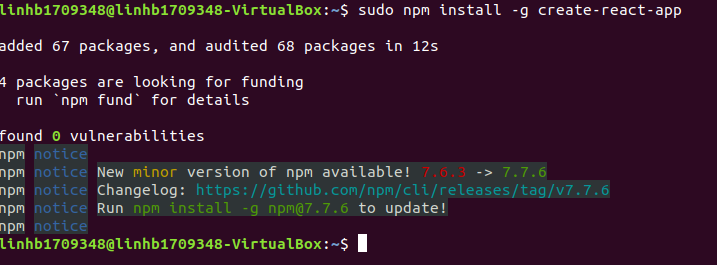 linhb1709348@linhb1709348-VirtualBox:~$ sudo npm install -g create-react-app
added 67 packages, and audited 68 packages in 12s
4 packages are looking for funding
run `npm fund` for details
found 0 vulnerabilities
npm notice
npm notice New minor version of npm available! 7.6.3 -> 7.7.6
npm notice Changelog: https://github.com/npm/cli/releases/tag/v7.7.6
npm notice Run npm install -g npm@7.7.6 to update!
npm notice
linhb1709348@linhb1709348-VirtualBox:~$